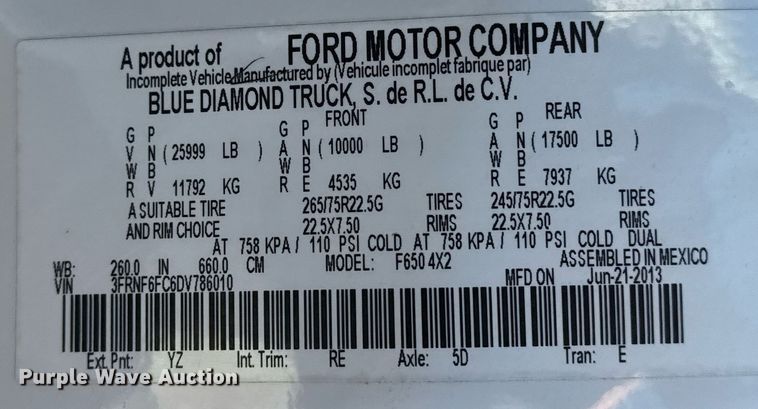 A product of FORD MOTOR COMPANY
Incomplete Vehicle Manufactured by (Vehicule incomplet fabrique par)
BLUE DIAMOND TRUCK, S. de R.L. de C.V.
FRONT REAR
G P G P G P
V N ( 25999 LB ) A N ( 10000 LB ) A N ( 17500 LB )
W B W B W B
R V 11792 KG R E 4535 KG R E 7937 KG
A SUITABLE TIRE 265/75R22.5G TIRES 245/75R22.5G TIRES
AND RIM CHOICE 22.5X7.50 RIMS 22.5X7.50 RIMS
AT 758 KPA / 110 PSI COLD AT 758 KPA / 110 PSI COLD DUAL
WB: 260.0 IN 660.0 CM MODEL: F650 4X2 ASSEMBLED IN MEXICO
VIN 3FRNF6FC6DV786010 MFD ON Jun-21-2013
Ext. Pnt: YZ Int. Trim: RE Axle: 5D Tran: E
Purple Wave Auction